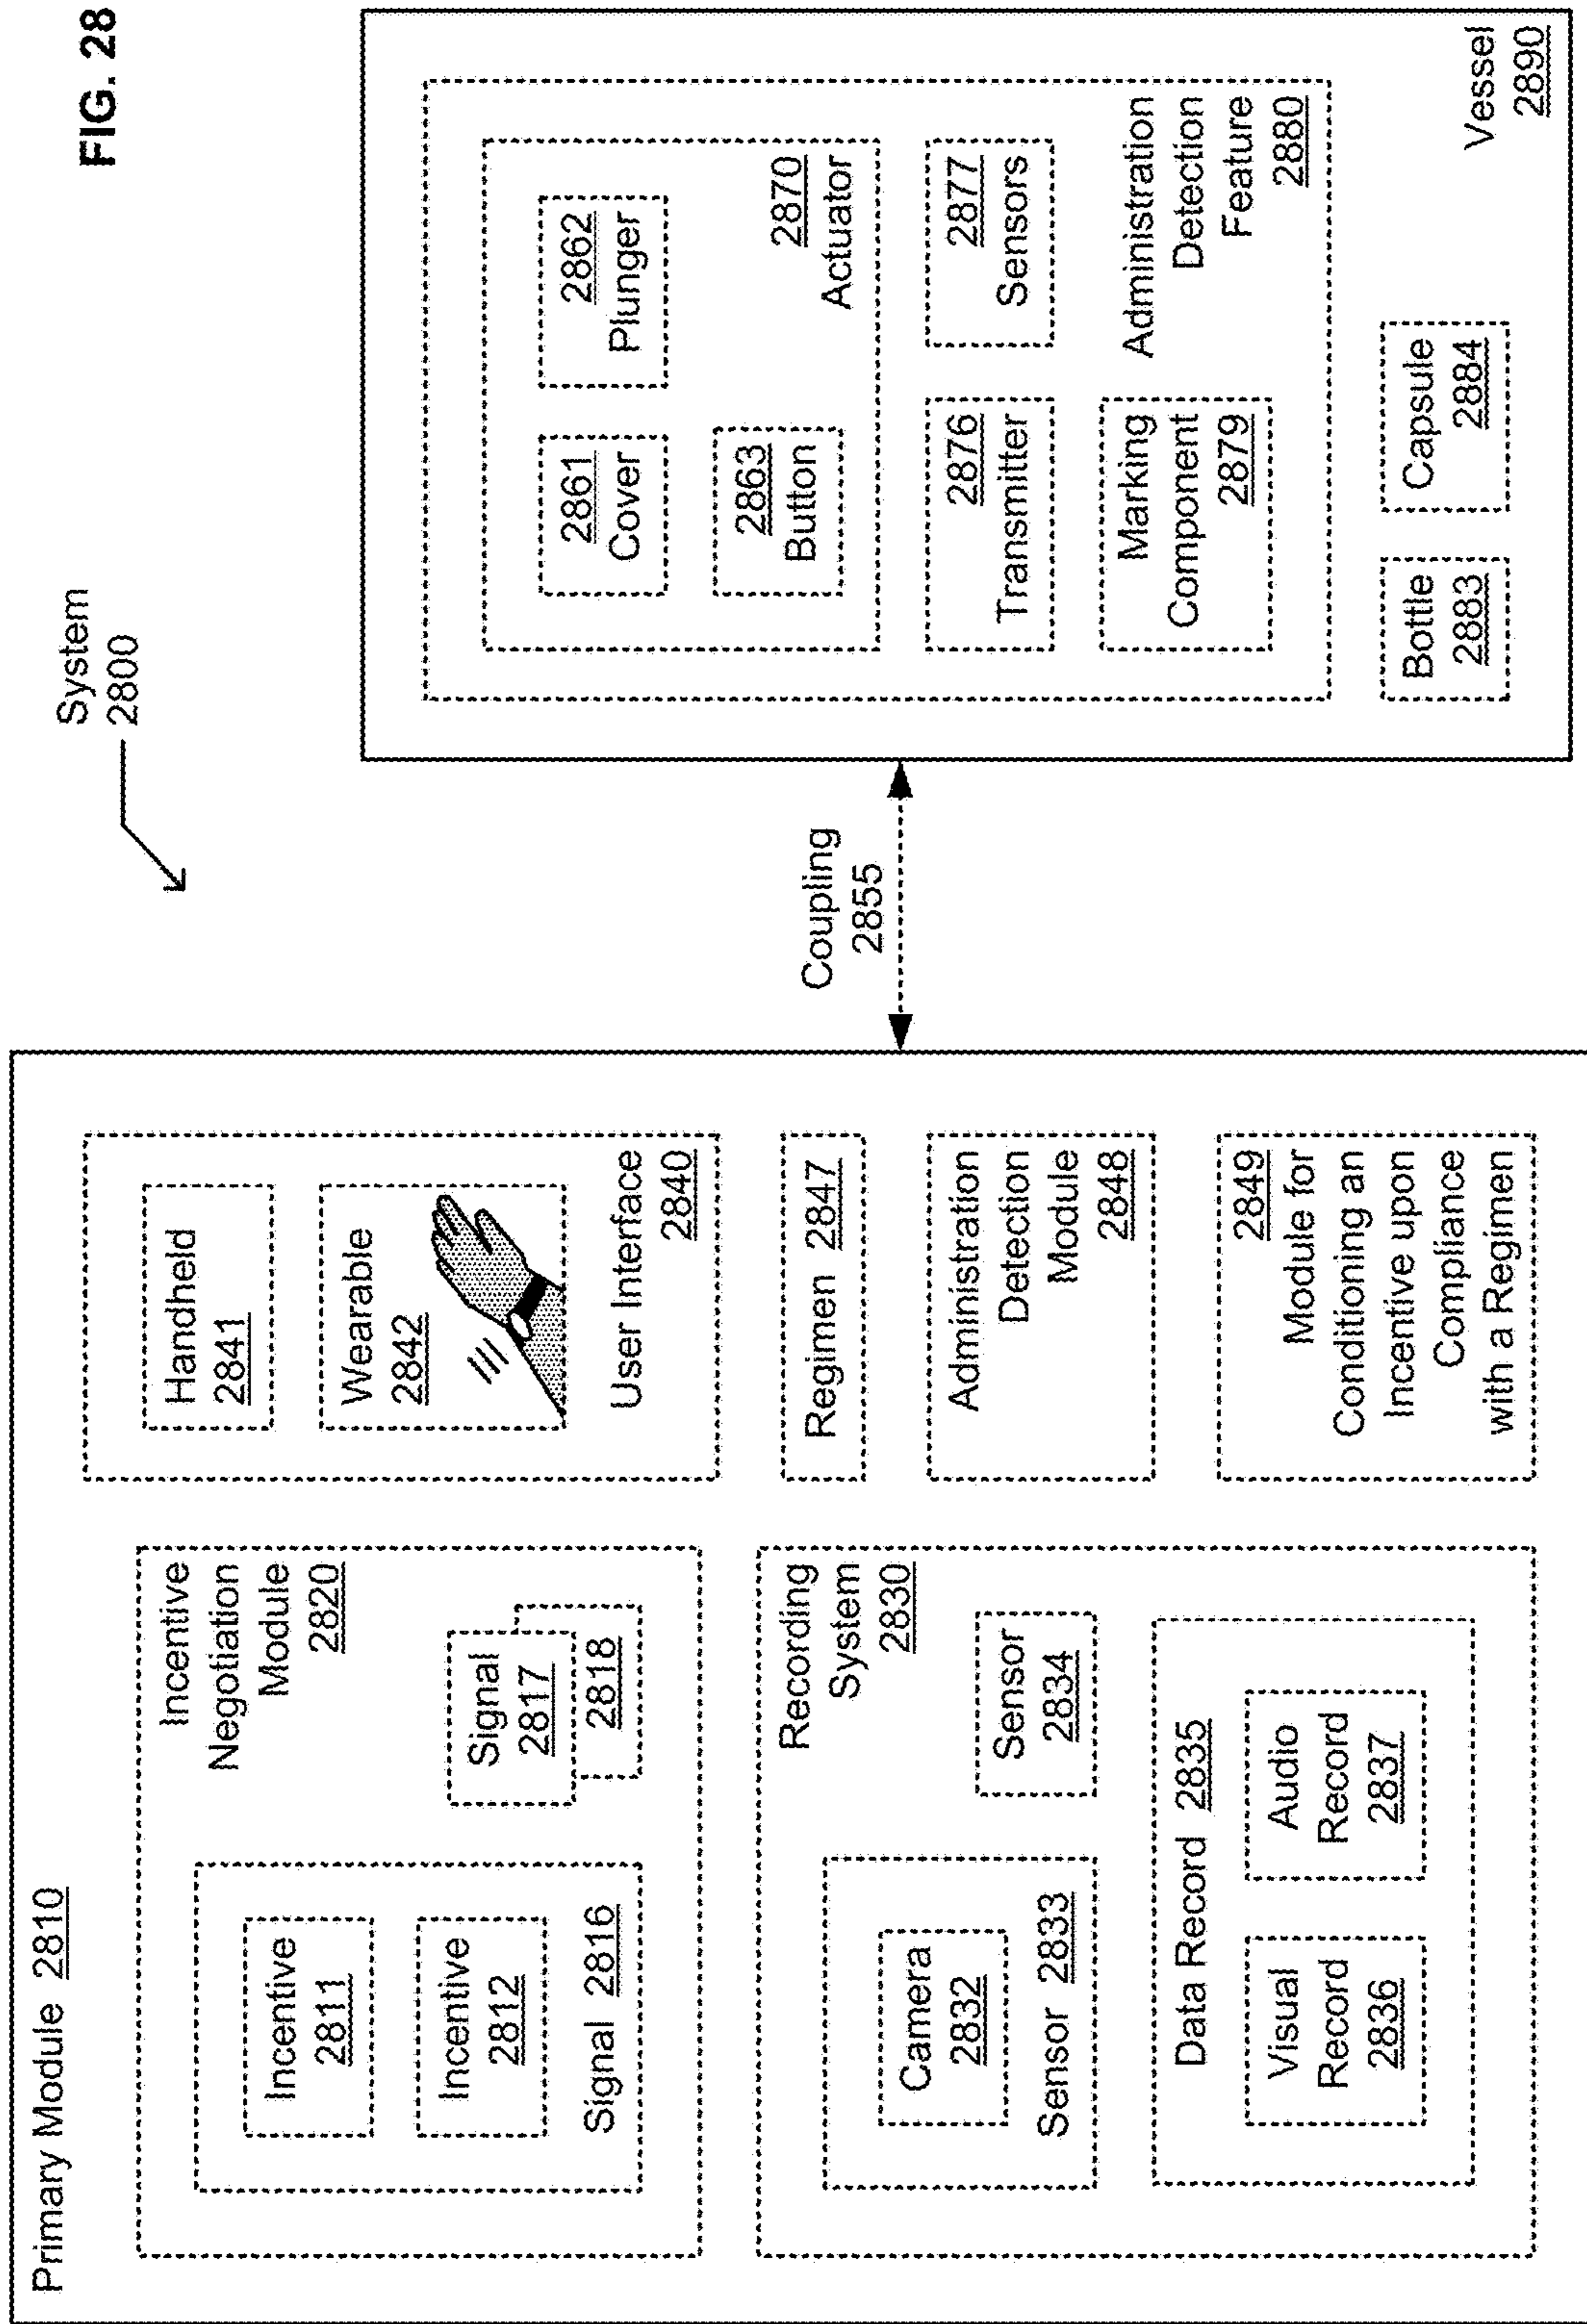 FIG. 28
System
2800
Primary Module 2810
Incentive
Negotiation
Module
2820
Incentive
2811
Incentive
2812
Signal 2816
Signal
2817
2818
Recording
System
2830
Camera
2832
Sensor 2833
Sensor
2834
Data Record 2835
Visual
Record
2836
Audio
Record
2837
Handheld
2841
Wearable
2842
User Interface
2840
Regimen 2847
Administration
Detection
Module
2848
2849
Module for
Conditioning an
Incentive upon
Compliance
with a Regimen
Coupling
2855
2861
Cover
2862
Plunger
2863
Button
2870
Actuator
2876
Transmitter
2877
Sensors
Marking
Component
2879
Administration
Detection
Feature
2880
Bottle
2883
Capsule
2884
Vessel
2890